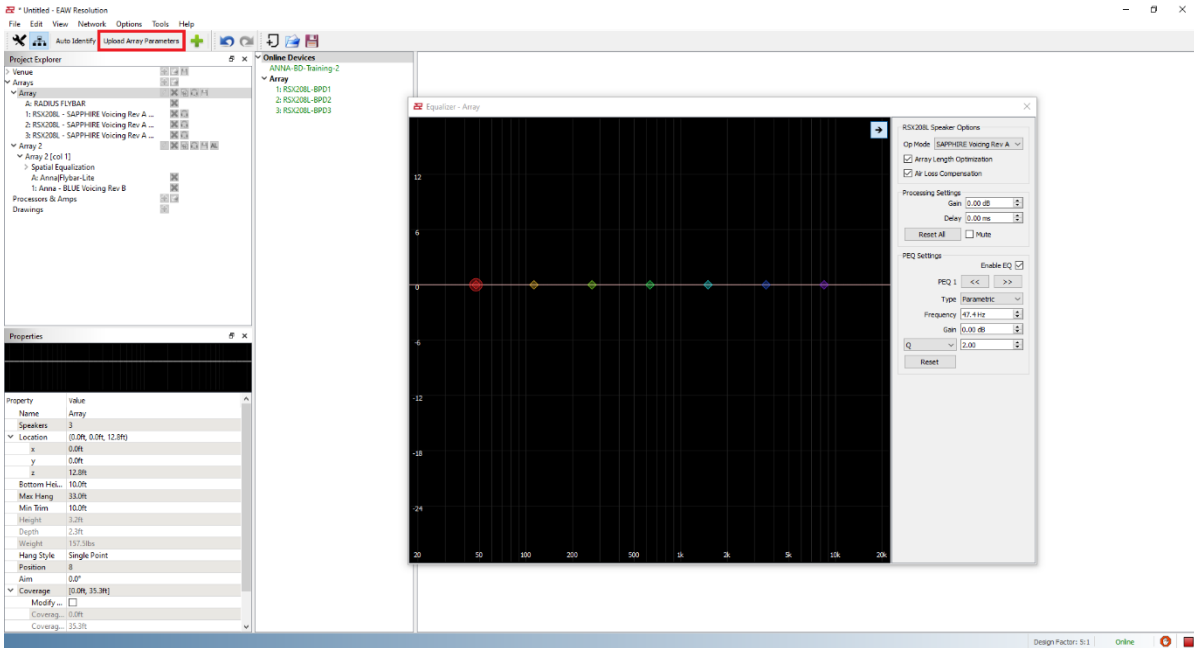 * Untitled - EAW Resolution
File Edit View Network Options Tools Help
Auto Identify Upload Array Parameters
Project Explorer
Venue
Arrays
Array
A: RADIUS FLYBAR
1: RSX208L - SAPPHIRE Voicing Rev A ...
2: RSX208L - SAPPHIRE Voicing Rev A ...
3: RSX208L - SAPPHIRE Voicing Rev A ...
Array 2
Array 2 [col 1]
Spatial Equalization
A: Anna|Flybar-Lite
1: Anna - BLUE Voicing Rev B
Processors & Amps
Drawings
Online Devices
ANNA-BD-Training-2
Array
1: RSX208L-BPD1
2: RSX208L-BPD2
3: RSX208L-BPD3
Properties
Property Value
Name Array
Speakers 3
Location (0.0ft, 0.0ft, 12.8ft)
x 0.0ft
y 0.0ft
z 12.8ft
Bottom Hei... 10.0ft
Max Hang 33.0ft
Min Trim 10.0ft
Height 3.2ft
Depth 2.3ft
Weight 157.5lbs
Hang Style Single Point
Position 8
Aim 0.0°
Coverage [0.0ft, 35.3ft]
Modify ...
Coverag... 0.0ft
Coverag... 35.3ft
Equalizer - Array
12
6
0
-6
-12
-18
-24
20 50 100 200 500 1k 2k 5k 10k 20k
RSX208L Speaker Options
Op Mode SAPPHIRE Voicing Rev A
Array Length Optimization
Air Loss Compensation
Processing Settings
Gain 0.00 dB
Delay 0.00 ms
Reset All Mute
PEQ Settings
Enable EQ
PEQ 1 << >>
Type Parametric
Frequency 47.4 Hz
Gain 0.00 dB
Q 2.00
Reset
Design Factor: 5:1 Online